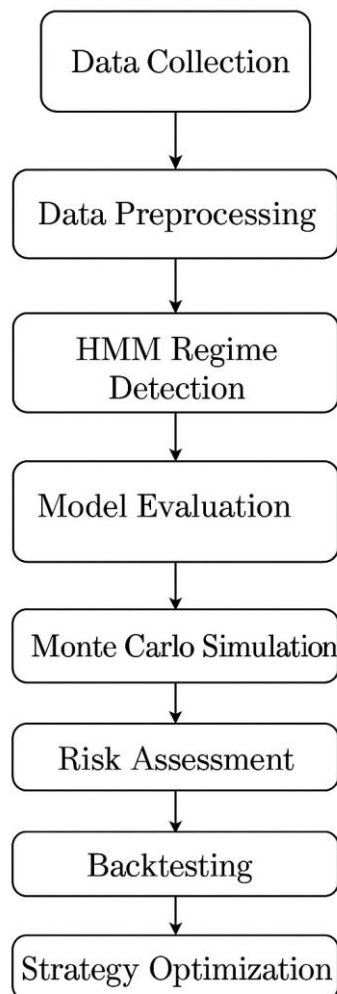 Data Collection
Data Preprocessing
HMM Regime
Detection
Model Evaluation
Monte Carlo Simulation
Risk Assessment
Backtesting
Strategy Optimization